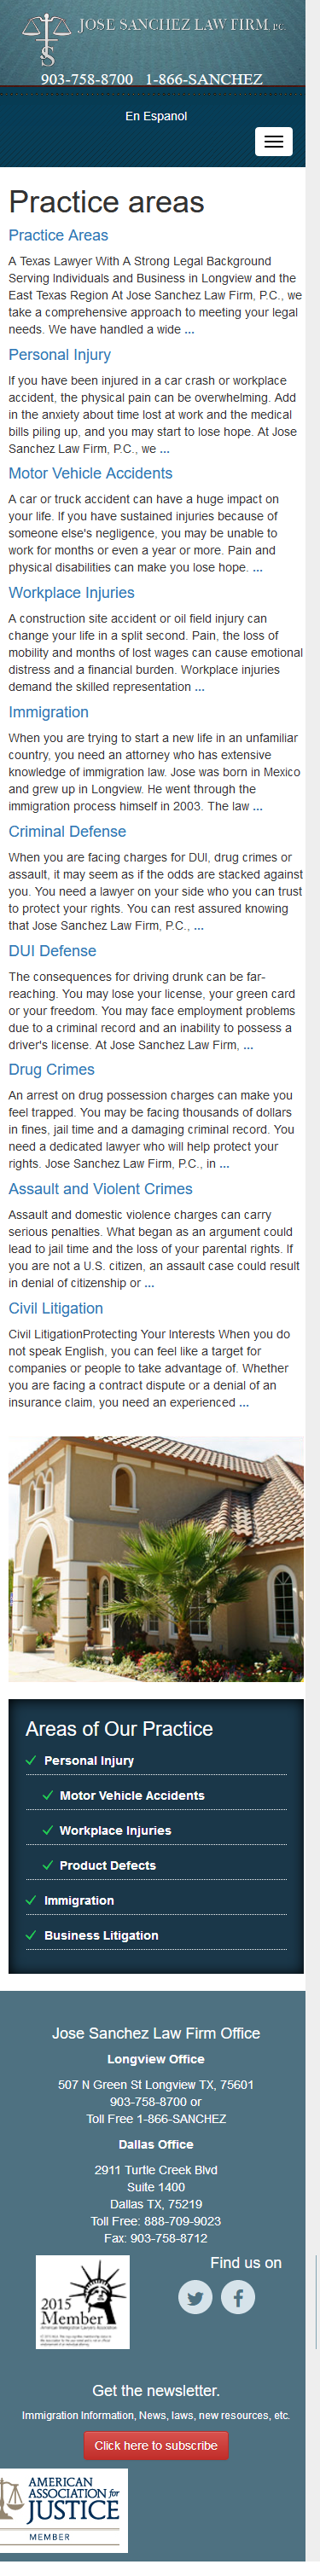 JOSE SANCHEZ LAW FIRM, P.C.
903-758-8700 1-866-SANCHEZ
En Espanol
Practice areas
Practice Areas
A Texas Lawyer With A Strong Legal Background
Serving Individuals and Business in Longview and the
East Texas Region At Jose Sanchez Law Firm, P.C., we
take a comprehensive approach to meeting your legal
needs. We have handled a wide ...
Personal Injury
If you have been injured in a car crash or workplace
accident, the physical pain can be overwhelming. Add
in the anxiety about time lost at work and the medical
bills piling up, and you may start to lose hope. At Jose
Sanchez Law Firm, P.C., we ...
Motor Vehicle Accidents
A car or truck accident can have a huge impact on
your life. If you have sustained injuries because of
someone else's negligence, you may be unable to
work for months or even a year or more. Pain and
physical disabilities can make you lose hope. ...
Workplace Injuries
A construction site accident or oil field injury can
change your life in a split second. Pain, the loss of
mobility and months of lost wages can cause emotional
distress and a financial burden. Workplace injuries
demand the skilled representation ...
Immigration
When you are trying to start a new life in an unfamiliar
country, you need an attorney who has extensive
knowledge of immigration law. Jose was born in Mexico
and grew up in Longview. He went through the
immigration process himself in 2003. The law ...
Criminal Defense
When you are facing charges for DUI, drug crimes or
assault, it may seem as if the odds are stacked against
you. You need a lawyer on your side who you can trust
to protect your rights. You can rest assured knowing
that Jose Sanchez Law Firm, P.C., ...
DUI Defense
The consequences for driving drunk can be far-
reaching. You may lose your license, your green card
or your freedom. You may face employment problems
due to a criminal record and an inability to possess a
driver's license. At Jose Sanchez Law Firm, ...
Drug Crimes
An arrest on drug possession charges can make you
feel trapped. You may be facing thousands of dollars
in fines, jail time and a damaging criminal record. You
need a dedicated lawyer who will help protect your
rights. Jose Sanchez Law Firm, P.C., in ...
Assault and Violent Crimes
Assault and domestic violence charges can carry
serious penalties. What began as an argument could
lead to jail time and the loss of your parental rights. If
you are not a U.S. citizen, an assault case could result
in denial of citizenship or ...
Civil Litigation
Civil LitigationProtecting Your Interests When you do
not speak English, you can feel like a target for
companies or people to take advantage of. Whether
you are facing a contract dispute or a denial of an
insurance claim, you need an experienced ...
Areas of Our Practice
Personal Injury
Motor Vehicle Accidents
Workplace Injuries
Product Defects
Immigration
Business Litigation
Jose Sanchez Law Firm Office
Longview Office
507 N Green St Longview TX, 75601
903-758-8700 or
Toll Free 1-866-SANCHEZ
Dallas Office
2911 Turtle Creek Blvd
Suite 1400
Dallas TX, 75219
Toll Free: 888-709-9023
Fax: 903-758-8712
2015
Member
American Immigration Lawyers Association
Find us on
Get the newsletter.
Immigration Information, News, laws, new resources, etc.
Click here to subscribe
AMERICAN
ASSOCIATION for
JUSTICE
MEMBER